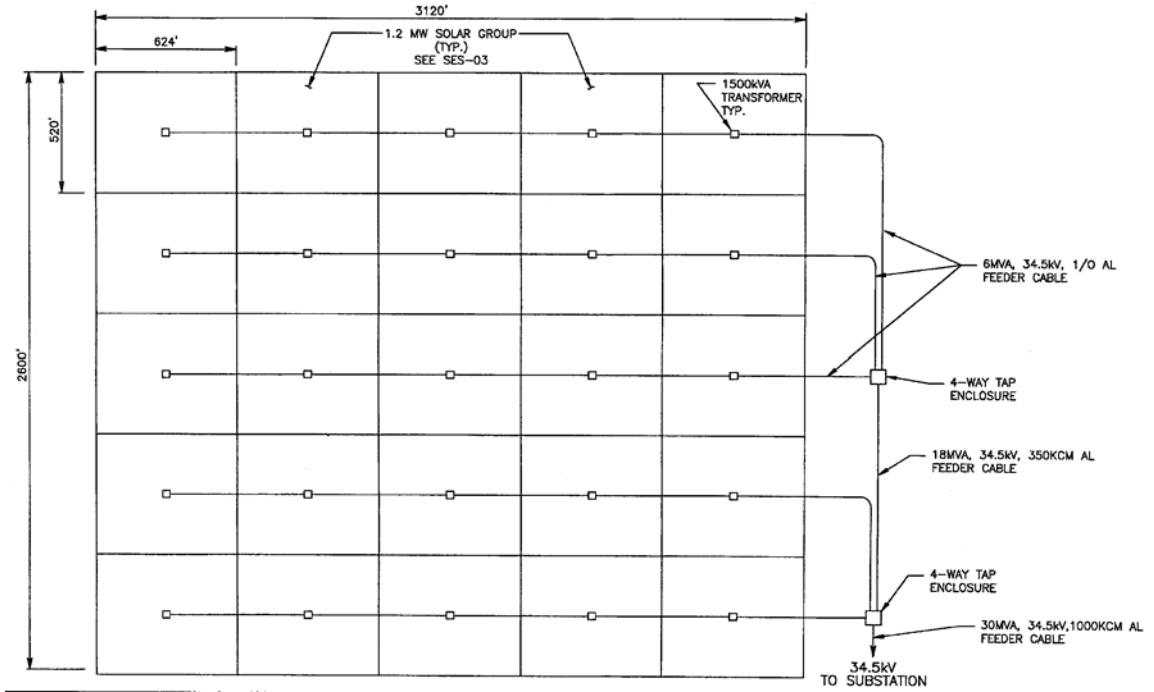 3120'
624'
1.2 MW SOLAR GROUP
(TYP.)
SEE SES-03
1500kVA
TRANSFORMER
TYP.
520'
2600'
6MVA, 34.5kV, 1/O AL
FEEDER CABLE
4-WAY TAP
ENCLOSURE
18MVA, 34.5kV, 350KCM AL
FEEDER CABLE
4-WAY TAP
ENCLOSURE
30MVA, 34.5kV,1000KCM AL
FEEDER CABLE
34.5kV
TO SUBSTATION